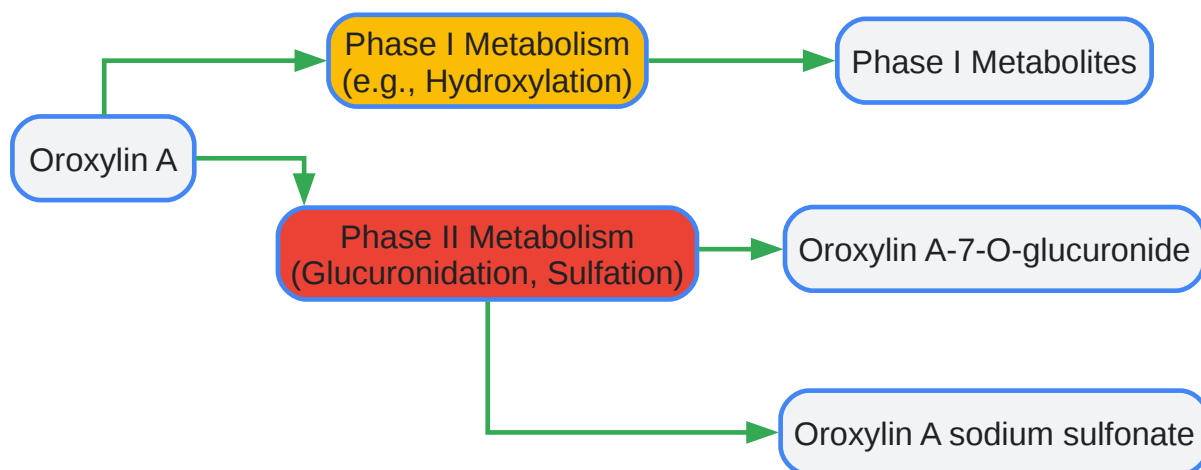 Phase I Metabolism
(e.g., Hydroxylation)
Phase I Metabolites
Oroxylin A
Phase II Metabolism
(Glucuronidation, Sulfation)
Oroxylin A-7-O-glucuronide
Oroxylin A sodium sulfonate